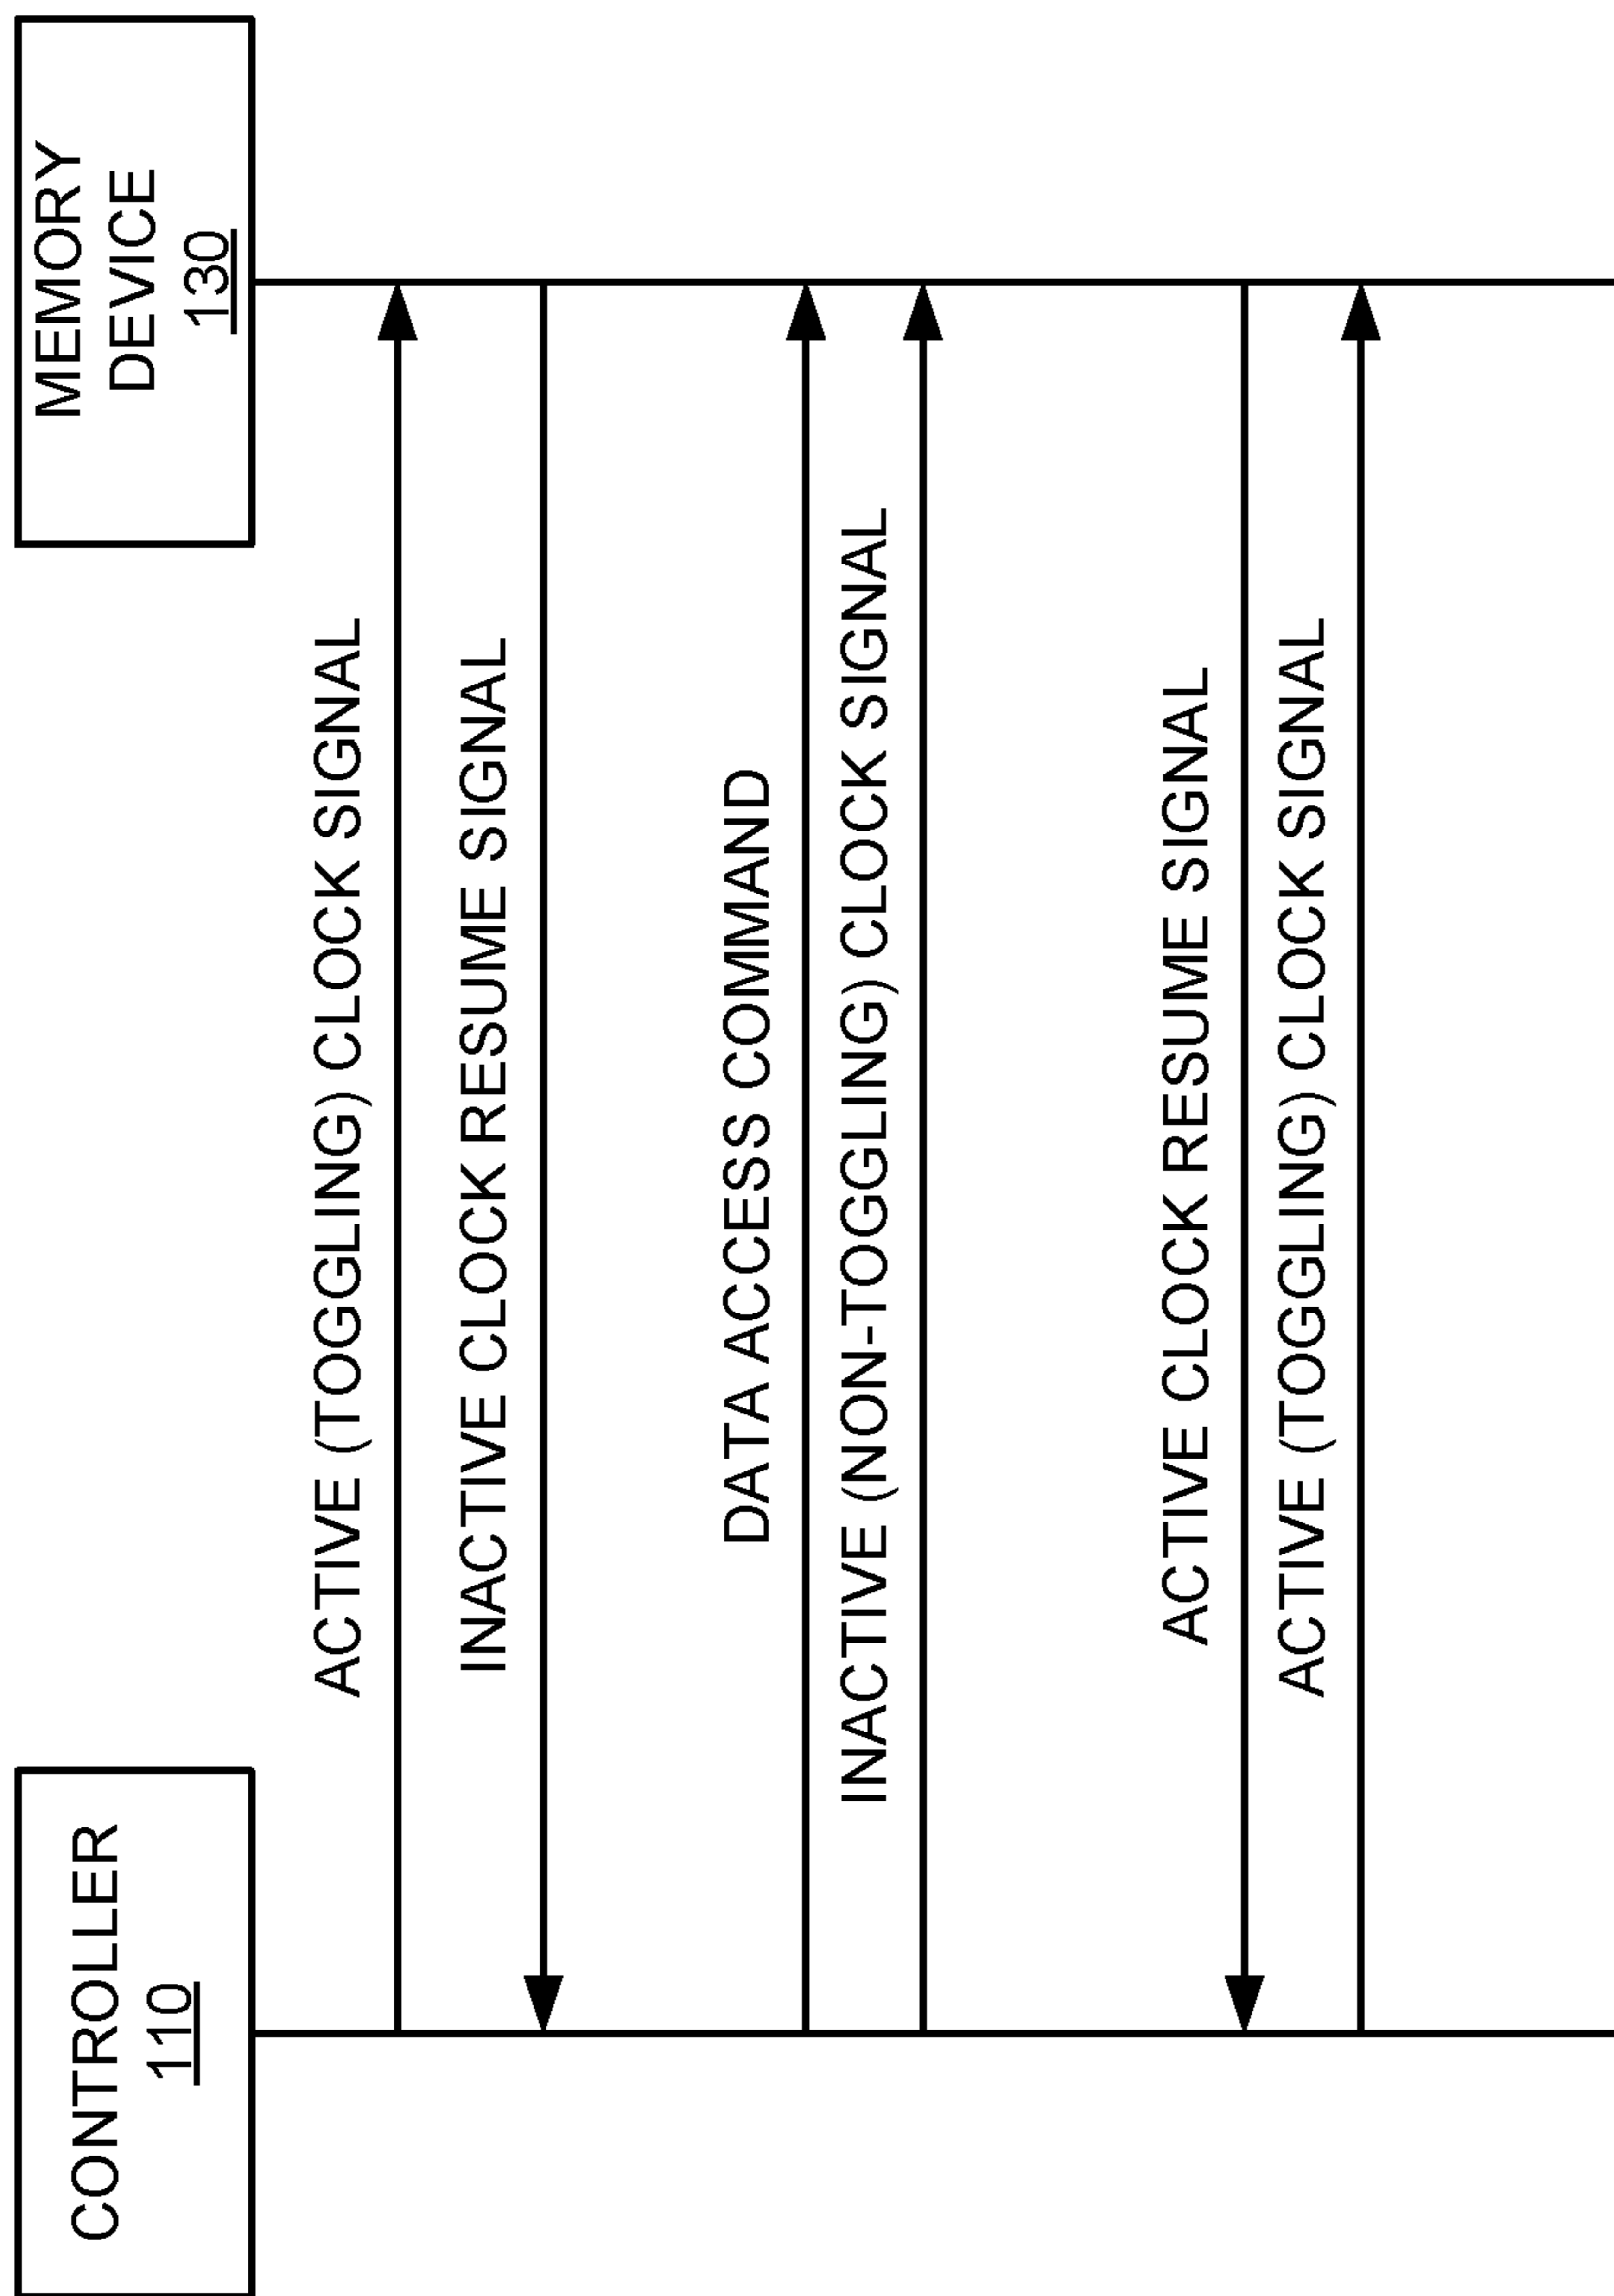 CONTROLLER
110
MEMORY
DEVICE
130
ACTIVE (TOGGLING) CLOCK SIGNAL
INACTIVE CLOCK RESUME SIGNAL
DATA ACCESS COMMAND
INACTIVE (NON-TOGGLING) CLOCK SIGNAL
ACTIVE CLOCK RESUME SIGNAL
ACTIVE (TOGGLING) CLOCK SIGNAL